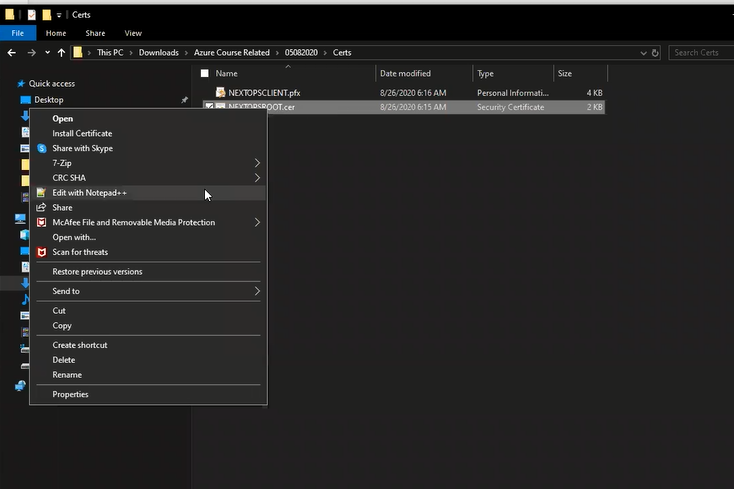 Certs
File Home Share View
This PC > Downloads > Azure Course Related > 05082020 > Certs
Search Certs
Quick access
Desktop
Name Date modified Type Size
NEXTOPSCLIENT.pfx 8/26/2020 6:16 AM Personal Informati... 4 KB
NEXTOPSROOT.cer 8/26/2020 6:15 AM Security Certificate 2 KB
Open
Install Certificate
Share with Skype
7-Zip
CRC SHA
Edit with Notepad++
Share
McAfee File and Removable Media Protection
Open with...
Scan for threats
Restore previous versions
Send to
Cut
Copy
Create shortcut
Delete
Rename
Properties